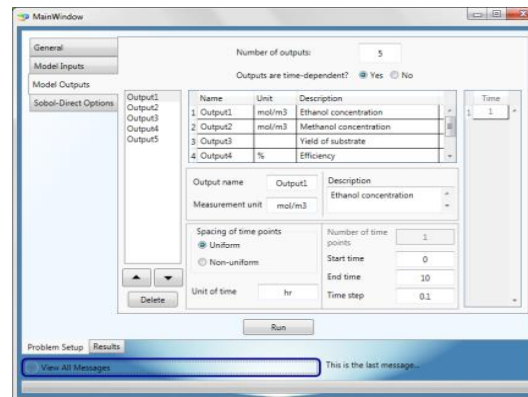 MainWindow
General
Model Inputs
Model Outputs
Sobol-Direct Options
Number of outputs: 5
Outputs are time-dependent? Yes No
Output1
Output2
Output3
Output4
Output5
Name Unit Description
1 Output1 mol/m3 Ethanol concentration
2 Output2 mol/m3 Methanol concentration
3 Output3 Yield of substrate
4 Output4 % Efficiency
Time
1 1
Output name Output1
Measurement unit mol/m3
Description
Ethanol concentration
Spacing of time points
Uniform
Non-uniform
Unit of time hr
Number of time points 1
Start time 0
End time 10
Time step 0.1
Delete
Run
Problem Setup Results
View All Messages
This is the last message...